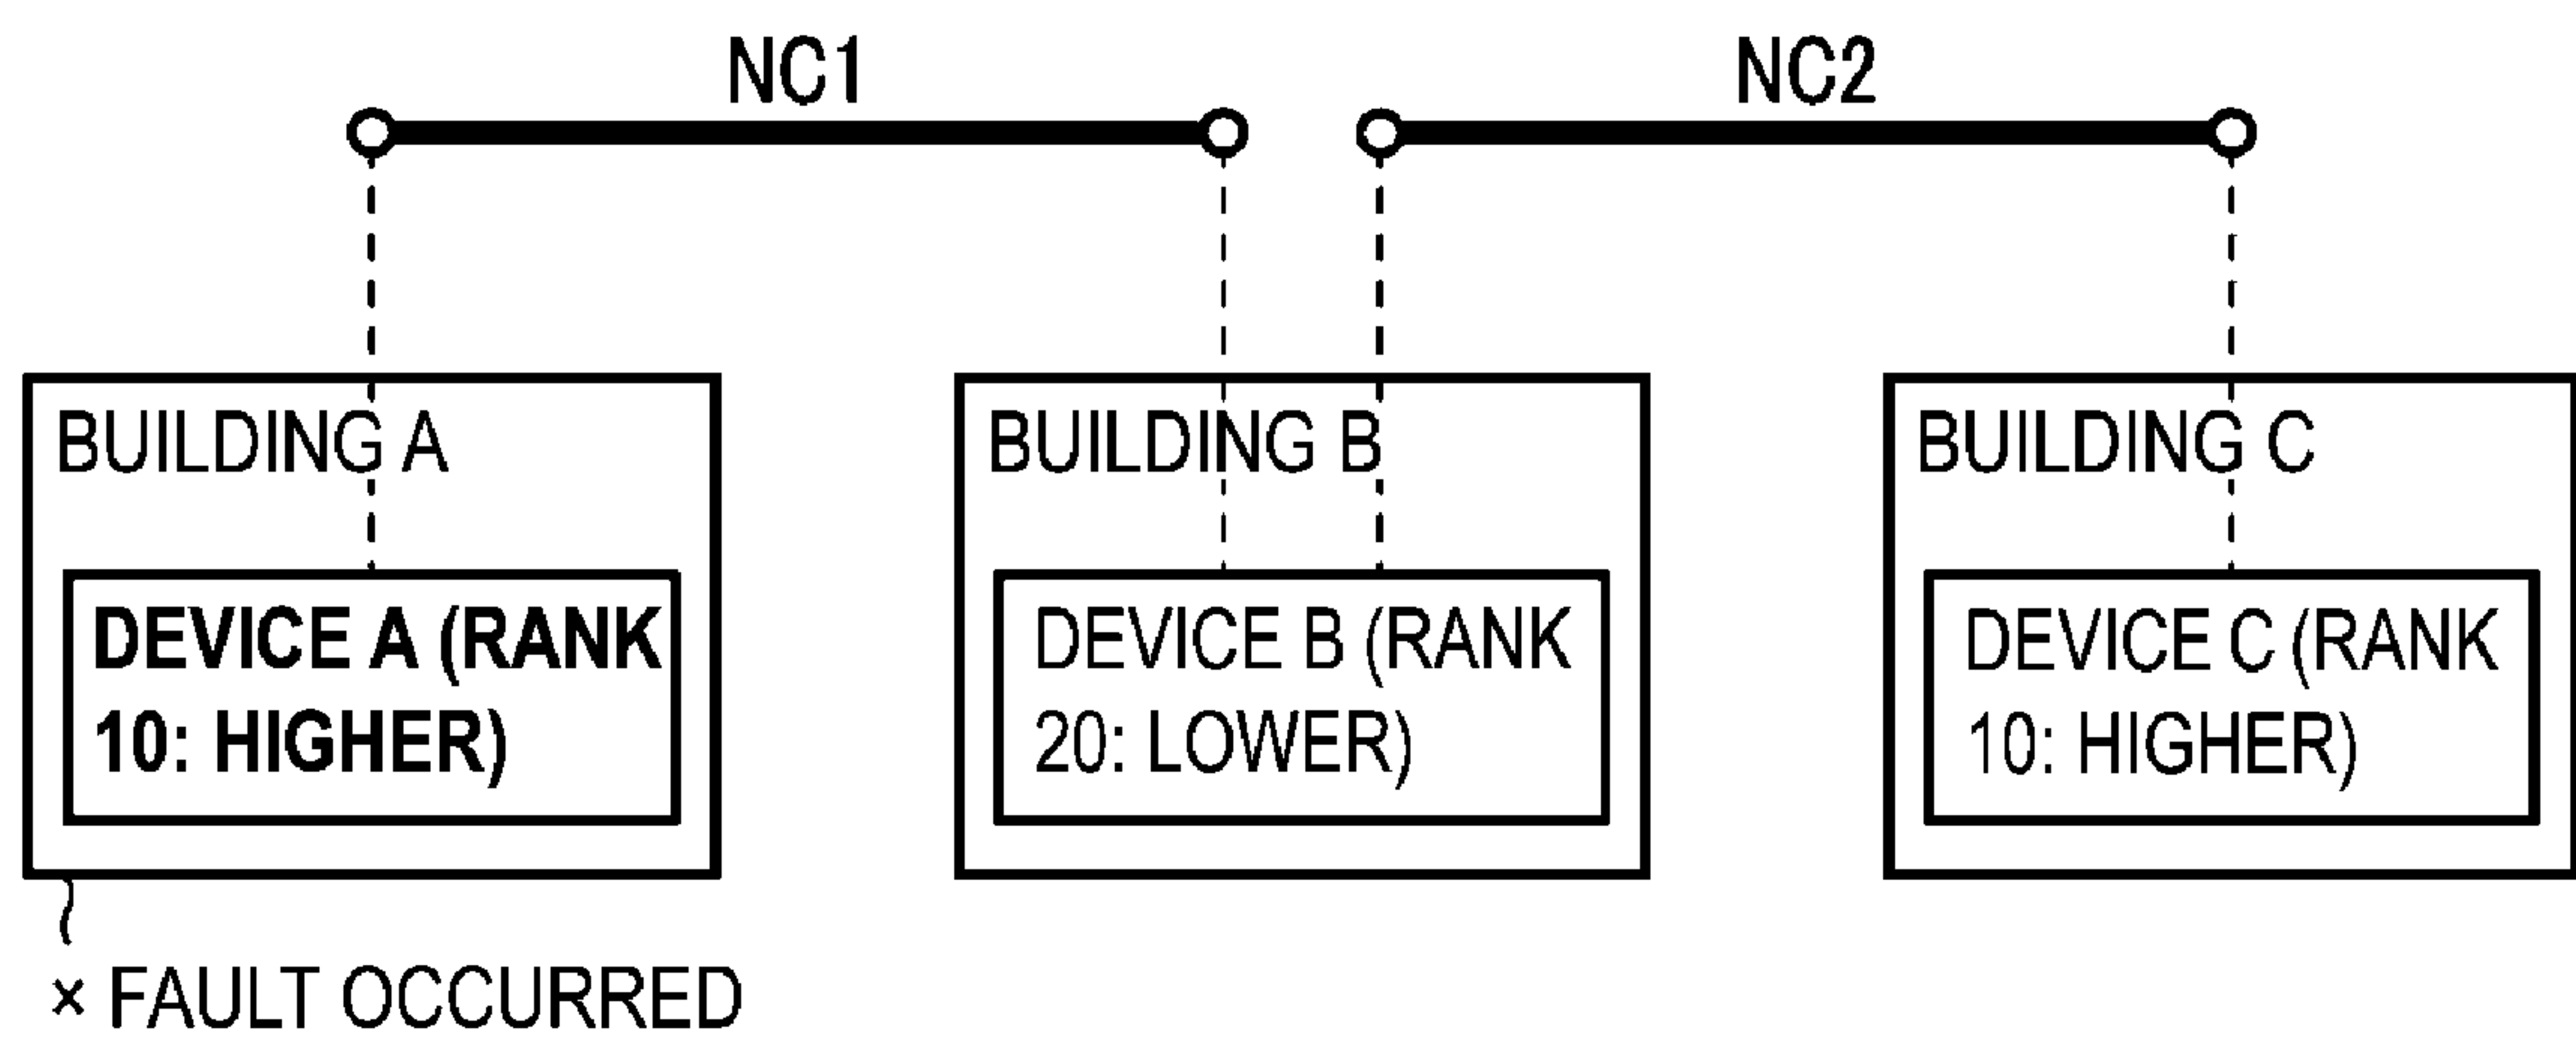 NC1
NC2
BUILDING A
DEVICE A (RANK
10: HIGHER)
BUILDING B
DEVICE B (RANK
20: LOWER)
BUILDING C
DEVICE C (RANK
10: HIGHER)
× FAULT OCCURRED